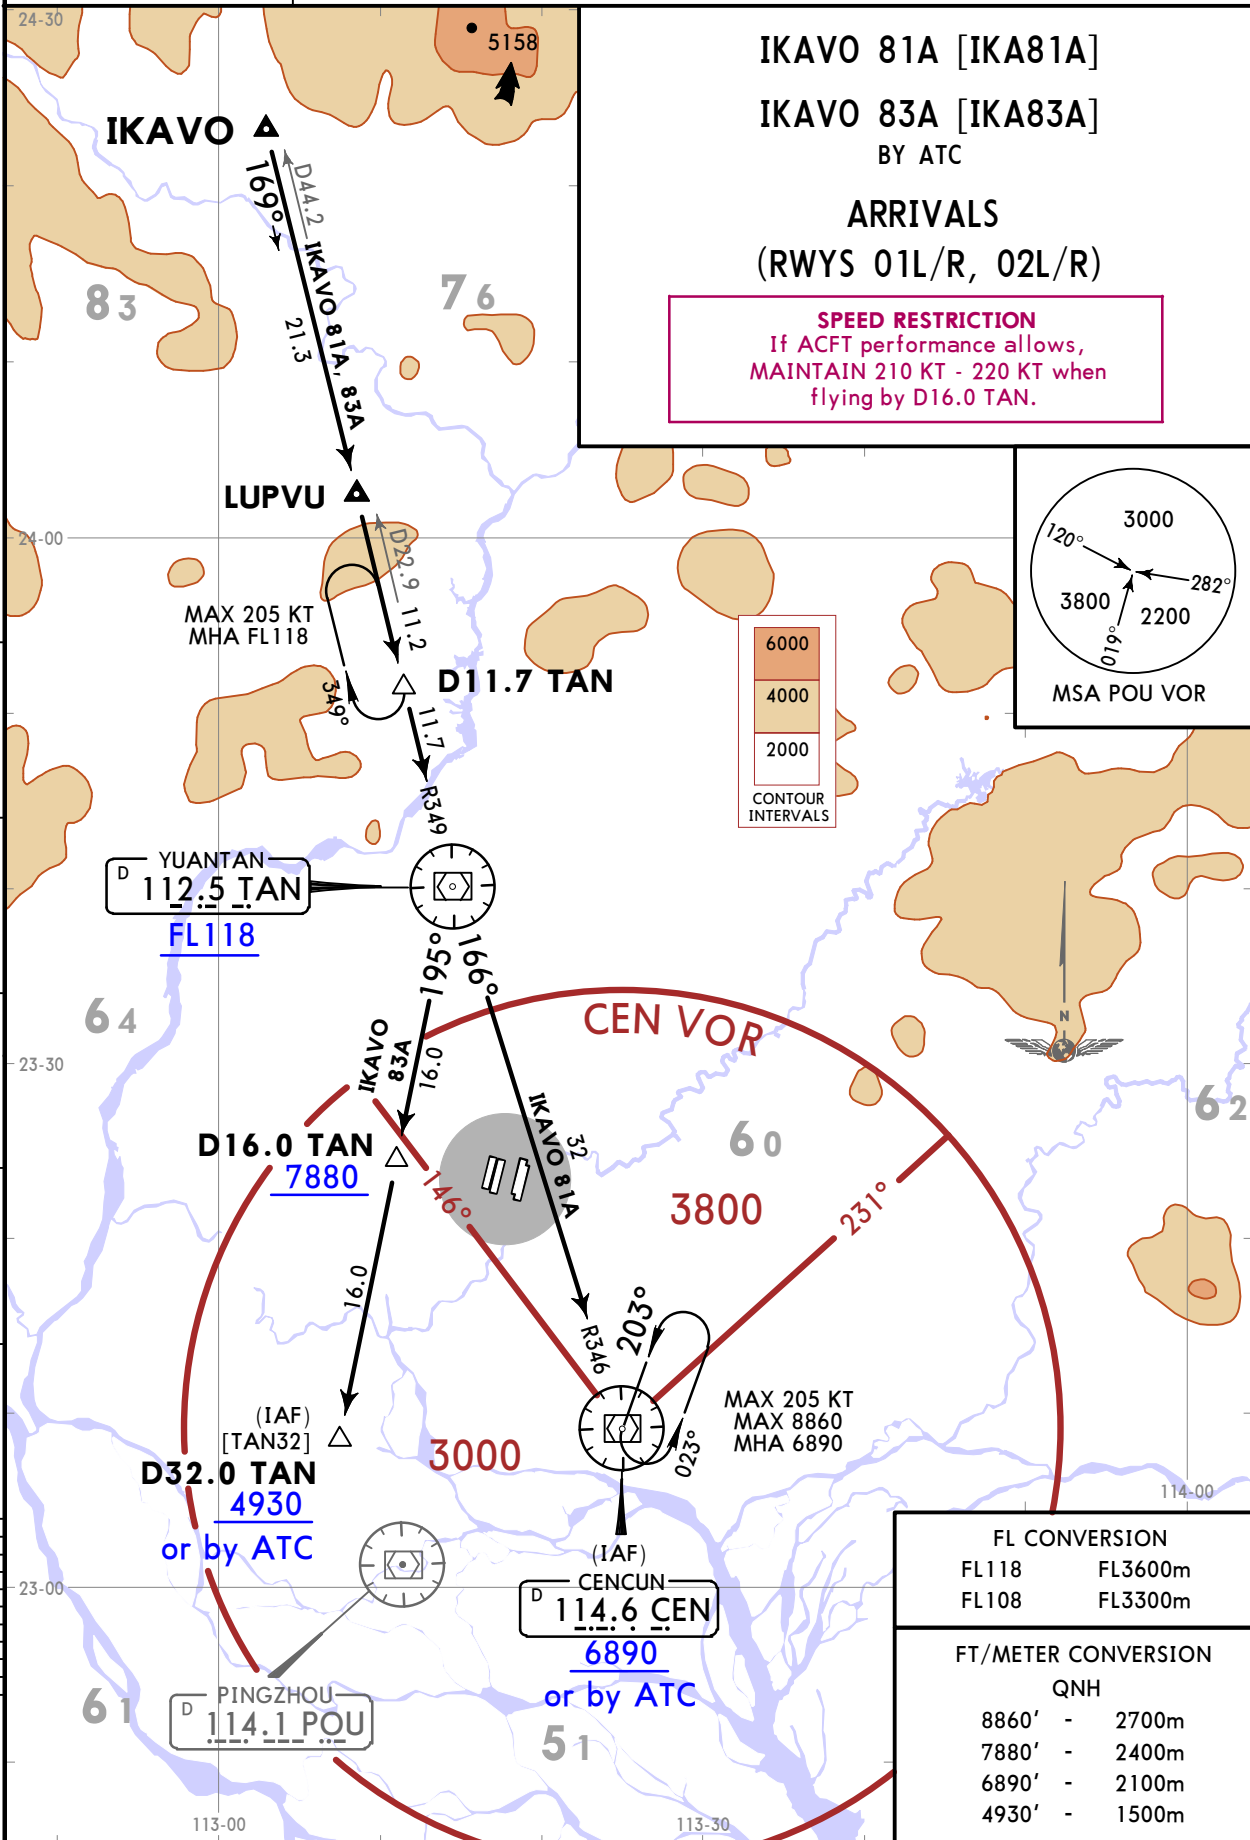 24-30
5158
IKAVO 81A [IKA81A]
IKAVO 83A [IKA83A]
BY ATC
ARRIVALS
(RWYS 01L/R, 02L/R)
SPEED RESTRICTION
If ACFT performance allows,
MAINTAIN 210 KT - 220 KT when
flying by D16.0 TAN.
IKAVO
169°
D44.2
IKAVO 81A, 83A
21.3
83
76
LUPVU
24-00
D22.9
11.2
MAX 205 KT
MHA FL118
349°
D11.7 TAN
11.7
R349
3000
120°
282°
3800
2200
019°
MSA POU VOR
6000
4000
2000
CONTOUR
INTERVALS
YUANTAN
D 112.5 TAN
FL118
195°
166°
64
CEN VOR
N
23-30
IKAVO
83A
16.0
IKAVO 81A
32
60
62
D16.0 TAN
7880
146°
3800
231°
16.0
R346
203°
(IAF)
[TAN32]
D32.0 TAN
4930
or by ATC
3000
MAX 205 KT
MAX 8860
MHA 6890
023°
114-00
23-00
(IAF)
CENCUN
D 114.6 CEN
6890
or by ATC
PINGZHOU
D 114.1 POU
61
51
113-00
113-30
FL CONVERSION
FL118 FL3600m
FL108 FL3300m
FT/METER CONVERSION
QNH
8860' - 2700m
7880' - 2400m
6890' - 2100m
4930' - 1500m